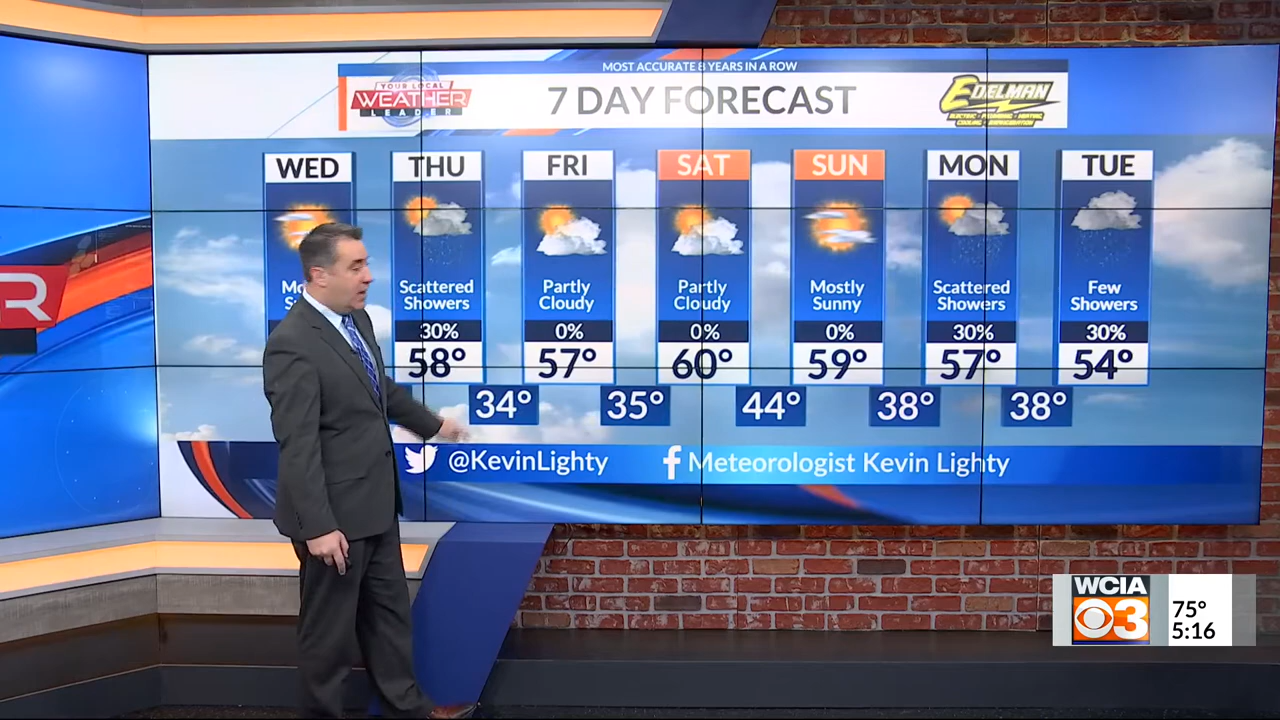 MOST ACCURATE 8 YEARS IN A ROW
YOUR LOCAL
WEATHER
LEADER
7 DAY FORECAST
EDELMAN
ELECTRIC - PLUMBING - HEATING
WED
THU
FRI
SAT
SUN
MON
TUE
Scattered
Showers
Partly
Cloudy
Partly
Cloudy
Mostly
Sunny
Scattered
Showers
Few
Showers
30%
0%
0%
0%
30%
30%
58°
57°
60°
59°
57°
54°
34°
35°
44°
38°
38°
@KevinLighty
f Meteorologist Kevin Lighty
R
WCIA
3
75°
5:16